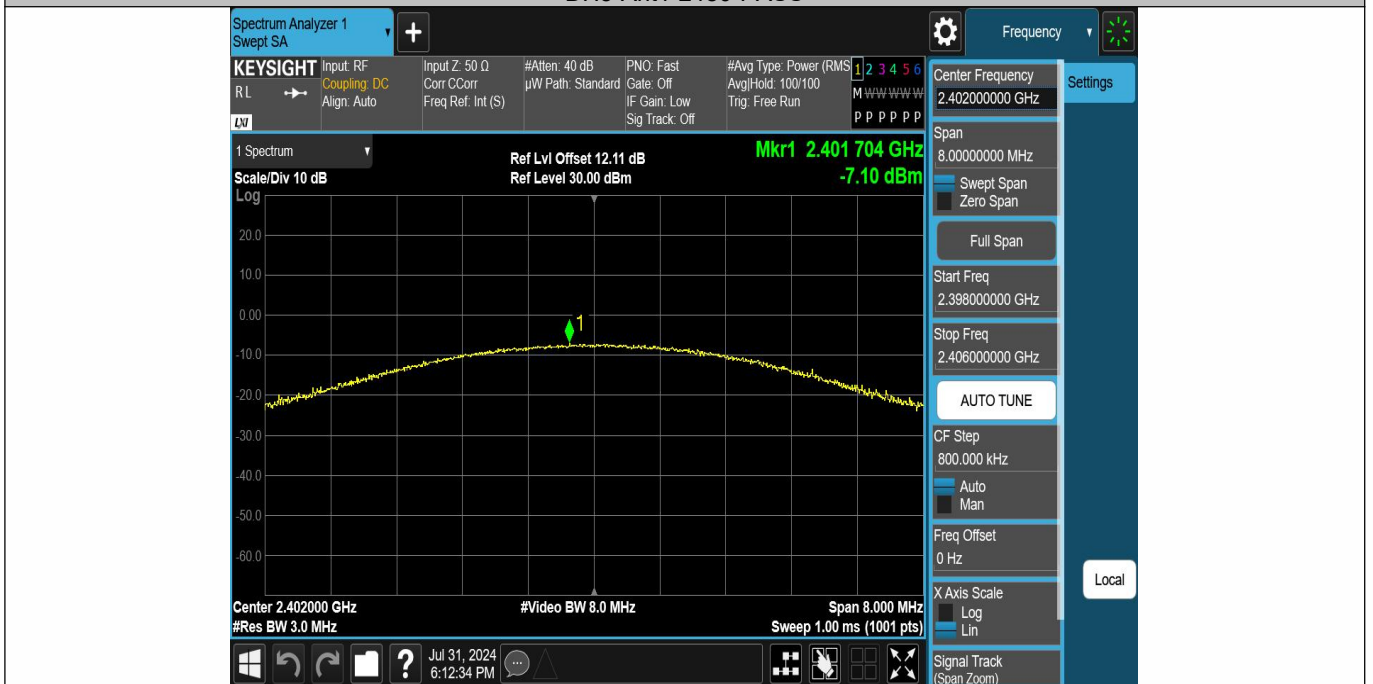 Spectrum Analyzer 1
Swept SA
+
Frequency
KEYSIGHT
RL
LXI
Input: RF
Coupling: DC
Align: Auto
Input Z: 50 Ω
Corr CCorr
Freq Ref: Int (S)
#Atten: 40 dB
µW Path: Standard
PNO: Fast
Gate: Off
IF Gain: Low
Sig Track: Off
#Avg Type: Power (RMS
Avg|Hold: 100/100
Trig: Free Run
1 2 3 4 5 6
M W W W W W
P P P P P P
1 Spectrum
Scale/Div 10 dB
Log
Ref Lvl Offset 12.11 dB
Ref Level 30.00 dBm
Mkr1 2.401 704 GHz
-7.10 dBm
20.0
10.0
0.00
-10.0
-20.0
-30.0
-40.0
-50.0
-60.0
1
Center 2.402000 GHz
#Res BW 3.0 MHz
#Video BW 8.0 MHz
Span 8.000 MHz
Sweep 1.00 ms (1001 pts)
Center Frequency
2.402000000 GHz
Settings
Span
8.00000000 MHz
Swept Span
Zero Span
Full Span
Start Freq
2.398000000 GHz
Stop Freq
2.406000000 GHz
AUTO TUNE
CF Step
800.000 kHz
Auto
Man
Freq Offset
0 Hz
X Axis Scale
Log
Lin
Local
Signal Track
(Span Zoom)
?
Jul 31, 2024
6:12:34 PM